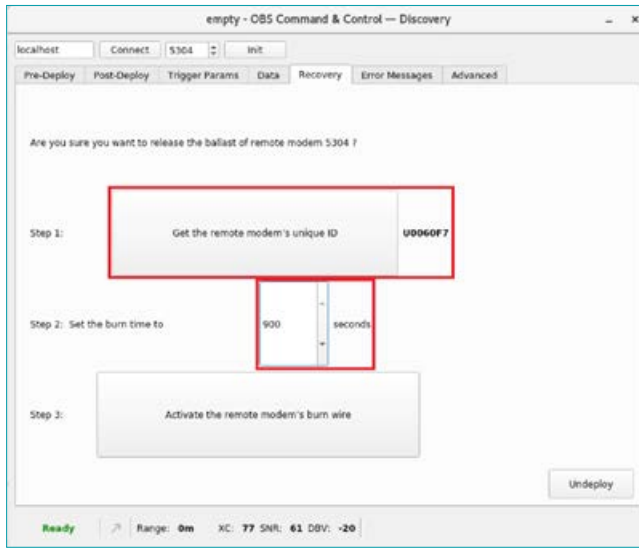 empty - OBS Command & Control — Discovery
localhost Connect 5304 Init
Pre-Deploy Post-Deploy Trigger Params Data Recovery Error Messages Advanced
Are you sure you want to release the ballast of remote modem 5304 ?
Step 1: Get the remote modem's unique ID U0060F7
Step 2: Set the burn time to 900 seconds
Step 3: Activate the remote modem's burn wire
Undeploy
Ready Range: 0m XC: 77 SNR: 61 DBV: -20